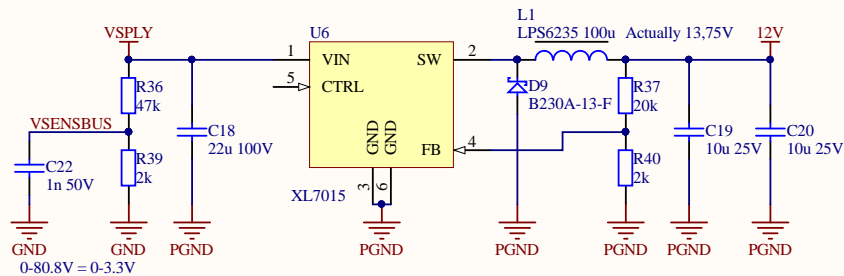 VSPLY
U6
L1
LPS6235 100u Actually 13,75V
12V
1
VIN
SW
2
5
CTRL
R36
47k
D9
B230A-13-F
R37
20k
VSENSBUS
C18
22u 100V
C19
10u 25V
C20
10u 25V
GND
GND
FB
4
R39
2k
R40
2k
C22
1n 50V
XL7015
3
6
GND
GND
PGND
PGND
PGND
PGND
PGND
PGND
0-80.8V = 0-3.3V